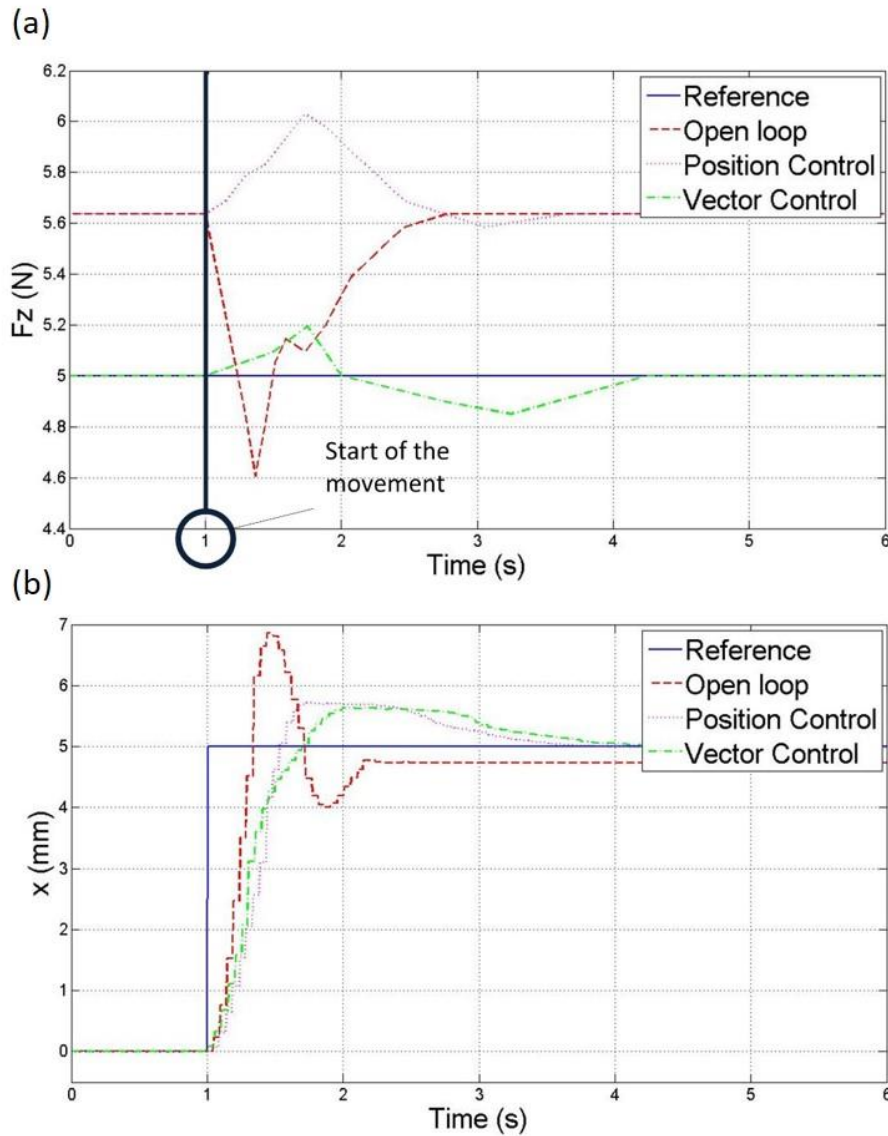 (a)
6.2
6
5.8
5.6
5.4
5.2
5
4.8
4.6
4.4
Fz (N)
Reference
Open loop
Position Control
Vector Control
Start of the
movement
0 1 2 3 4 5 6
Time (s)
(b)
7
6
5
4
3
2
1
0
x (mm)
Reference
Open loop
Position Control
Vector Control
0 1 2 3 4 5 6
Time (s)